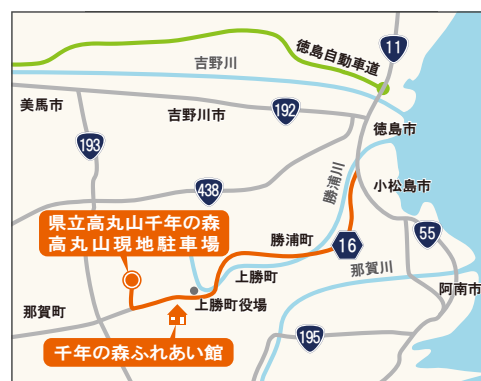 徳島自動車道
11
吉野川
美馬市
吉野川市
192
徳島市
193
438
勝浦川
小松島市
県立高丸山千年の森
高丸山現地駐車場
勝浦町
16
55
那賀川
上勝町
阿南市
那賀町
上勝町役場
195
千年の森ふれあい館